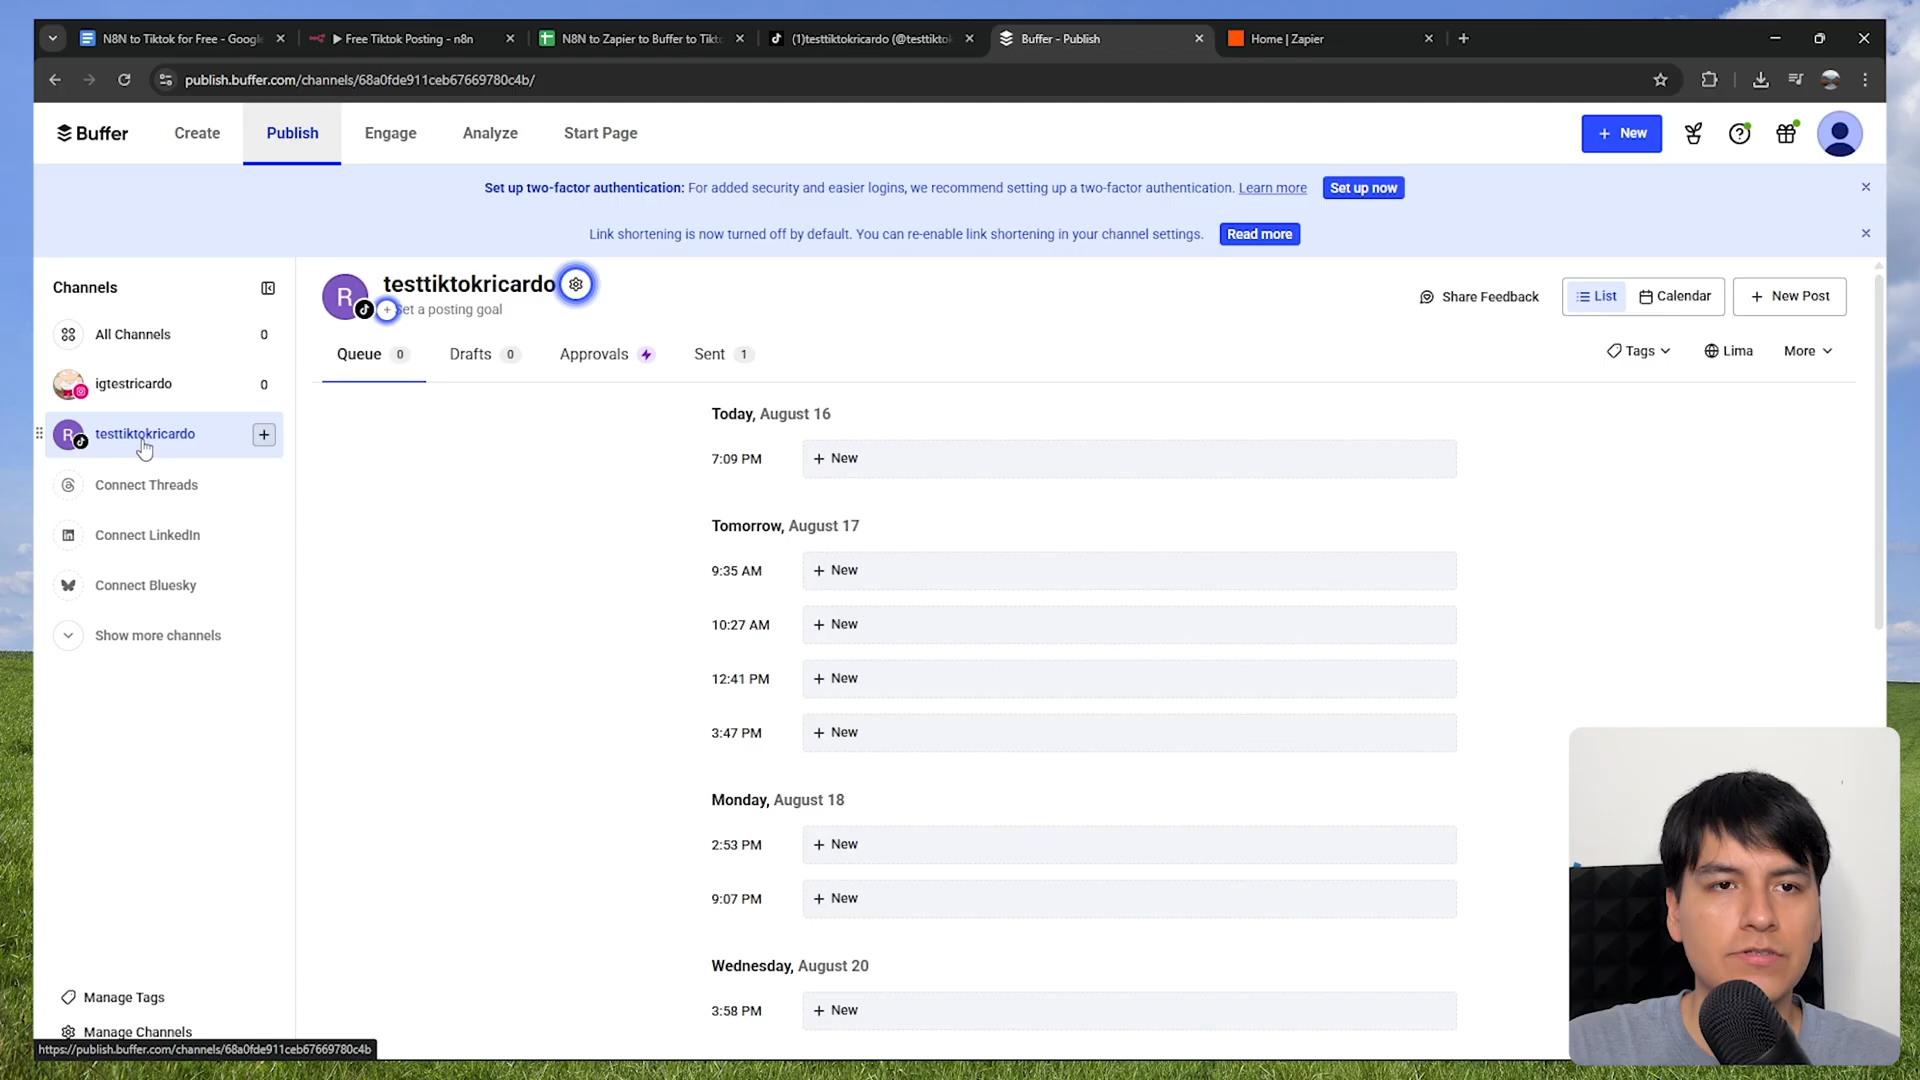 N8N to Tiktok for Free - Google
▶ Free Tiktok Posting - n8n
N8N to Zapier to Buffer to Tikt
(1)testtiktokricardo (@testtikto
Buffer - Publish
Home | Zapier
publish.buffer.com/channels/68a0fde911ceb67669780c4b/
Buffer
Create
Publish
Engage
Analyze
Start Page
+ New
Set up two-factor authentication: For added security and easier logins, we recommend setting up a two-factor authentication. Learn more
Set up now
Link shortening is now turned off by default. You can re-enable link shortening in your channel settings.
Read more
Channels
All Channels 0
igtestricardo 0
R testtiktokricardo
Connect Threads
Connect LinkedIn
Connect Bluesky
Show more channels
Manage Tags
Manage Channels
https://publish.buffer.com/channels/68a0fde911ceb67669780c4b
R
testtiktokricardo
+ Set a posting goal
Share Feedback
List
Calendar
+ New Post
Queue 0
Drafts 0
Approvals
Sent 1
Tags
Lima
More
Today, August 16
7:09 PM + New
Tomorrow, August 17
9:35 AM + New
10:27 AM + New
12:41 PM + New
3:47 PM + New
Monday, August 18
2:53 PM + New
9:07 PM + New
Wednesday, August 20
3:58 PM + New